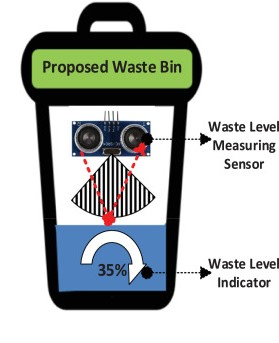 Proposed Waste Bin
Waste Level
Measuring
Sensor
35%
Waste Level
Indicator